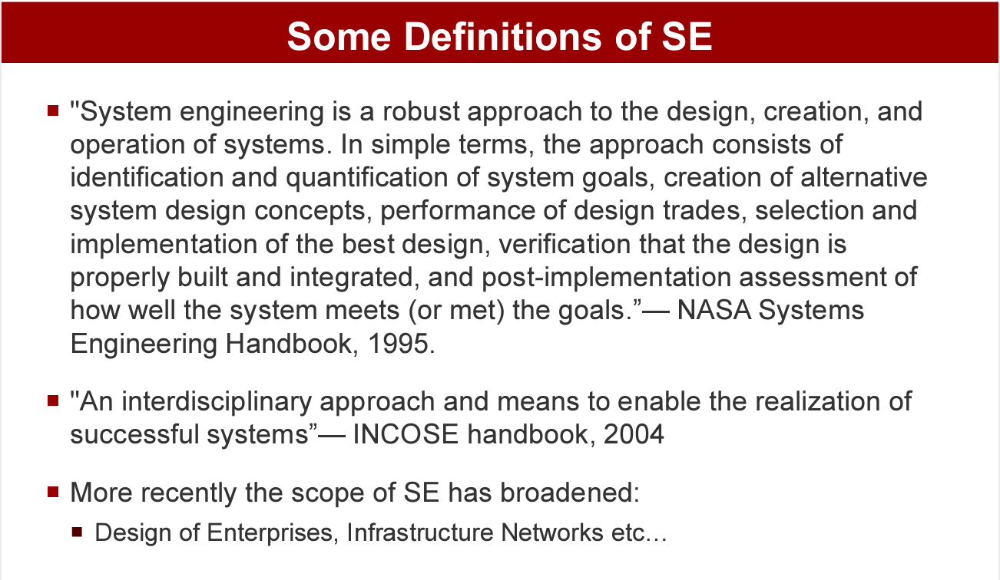 Some Definitions of SE
"System engineering is a robust approach to the design, creation, and
operation of systems. In simple terms, the approach consists of
identification and quantification of system goals, creation of alternative
system design concepts, performance of design trades, selection and
implementation of the best design, verification that the design is
properly built and integrated, and post-implementation assessment of
how well the system meets (or met) the goals.”— NASA Systems
Engineering Handbook, 1995.
"An interdisciplinary approach and means to enable the realization of
successful systems”— INCOSE handbook, 2004
More recently the scope of SE has broadened:
Design of Enterprises, Infrastructure Networks etc…